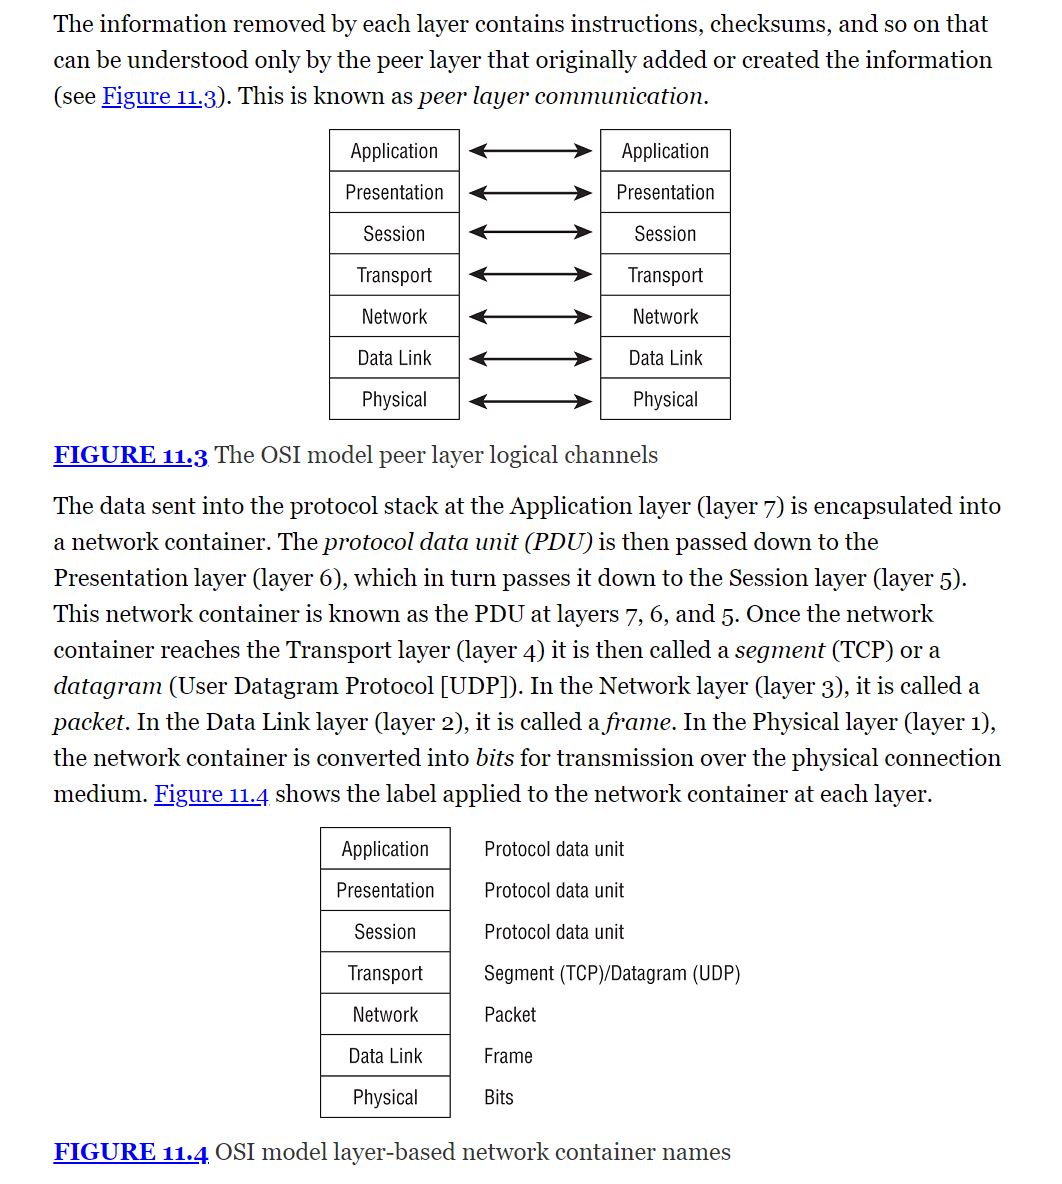 The information removed by each layer contains instructions, checksums, and so on that
can be understood only by the peer layer that originally added or created the information
(see Figure 11.3). This is known as peer layer communication.
Application Application
Presentation Presentation
Session Session
Transport Transport
Network Network
Data Link Data Link
Physical Physical
FIGURE 11.3 The OSI model peer layer logical channels
The data sent into the protocol stack at the Application layer (layer 7) is encapsulated into
a network container. The protocol data unit (PDU) is then passed down to the
Presentation layer (layer 6), which in turn passes it down to the Session layer (layer 5).
This network container is known as the PDU at layers 7, 6, and 5. Once the network
container reaches the Transport layer (layer 4) it is then called a segment (TCP) or a
datagram (User Datagram Protocol [UDP]). In the Network layer (layer 3), it is called a
packet. In the Data Link layer (layer 2), it is called a frame. In the Physical layer (layer 1),
the network container is converted into bits for transmission over the physical connection
medium. Figure 11.4 shows the label applied to the network container at each layer.
Application Protocol data unit
Presentation Protocol data unit
Session Protocol data unit
Transport Segment (TCP)/Datagram (UDP)
Network Packet
Data Link Frame
Physical Bits
FIGURE 11.4 OSI model layer-based network container names